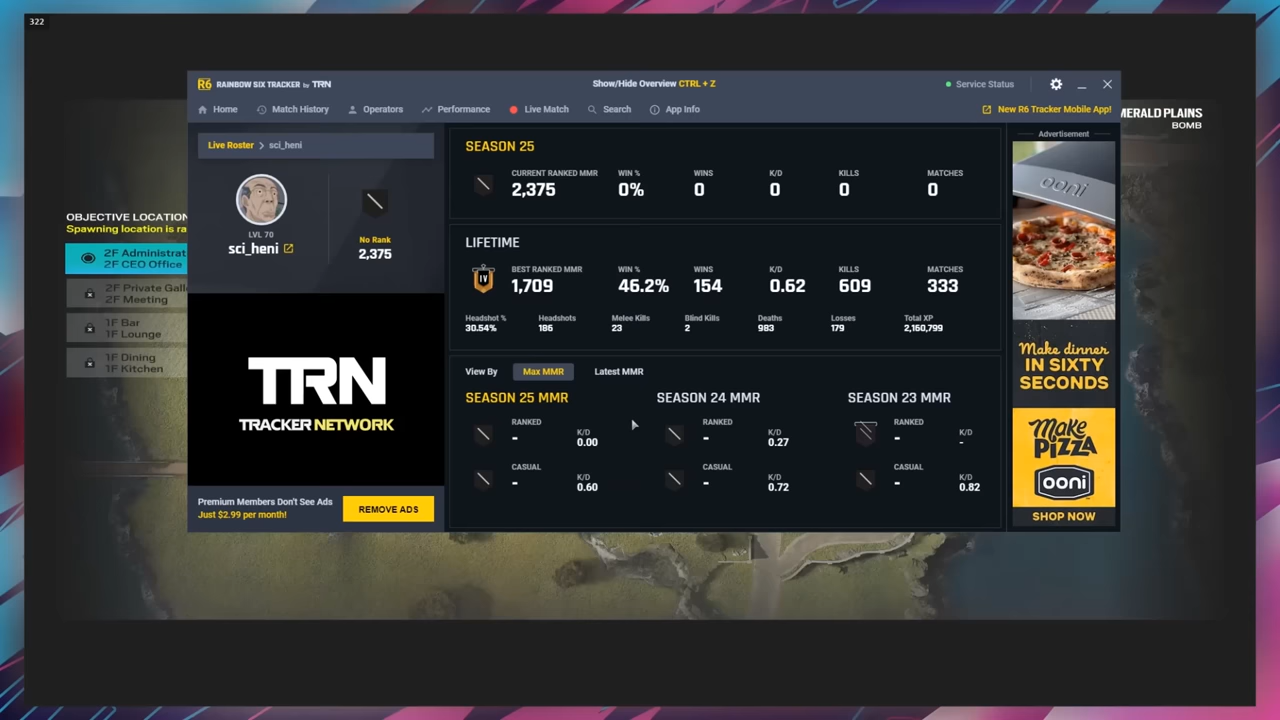 322
R6 RAINBOW SIX TRACKER by TRN
Show/Hide Overview CTRL + Z
Service Status
Home
Match History
Operators
Performance
Live Match
Search
App Info
New R6 Tracker Mobile App!
MERALD PLAINS
BOMB
OBJECTIVE LOCATION
Spawning location is ra
2F Administrat
2F CEO Office
2F Private Galle
2F Meeting
1F Bar
1F Lounge
1F Dining
1F Kitchen
Live Roster > sci_heni
LVL 70
sci_heni
No Rank
2,375
TRN
TRACKER NETWORK
Premium Members Don't See Ads
Just $2.99 per month!
REMOVE ADS
SEASON 25
CURRENT RANKED MMR WIN % WINS K/D KILLS MATCHES
2,375 0% 0 0 0 0
LIFETIME
IV
BEST RANKED MMR WIN % WINS K/D KILLS MATCHES
1,709 46.2% 154 0.62 609 333
Headshot % Headshots Melee Kills Blind Kills Deaths Losses Total XP
30.54% 186 23 2 983 179 2,160,799
View By Max MMR Latest MMR
SEASON 25 MMR
RANKED
-
K/D
0.00
CASUAL
-
K/D
0.60
SEASON 24 MMR
RANKED
-
K/D
0.27
CASUAL
-
K/D
0.72
SEASON 23 MMR
RANKED
-
K/D
-
CASUAL
-
K/D
0.82
Advertisement
ooni
Make dinner
IN SIXTY
SECONDS
Make
PIZZA
ooni
SHOP NOW